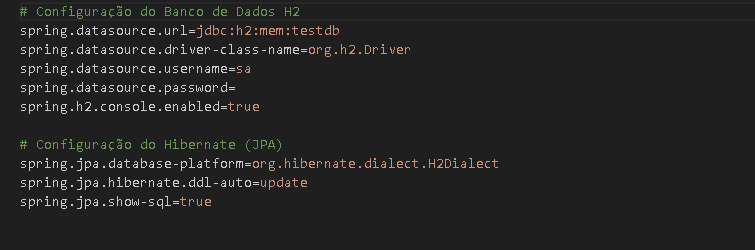 # Configuração do Banco de Dados H2
spring.datasource.url=jdbc:h2:mem:testdb
spring.datasource.driver-class-name=org.h2.Driver
spring.datasource.username=sa
spring.datasource.password=
spring.h2.console.enabled=true
# Configuração do Hibernate (JPA)
spring.jpa.database-platform=org.hibernate.dialect.H2Dialect
spring.jpa.hibernate.ddl-auto=update
spring.jpa.show-sql=true